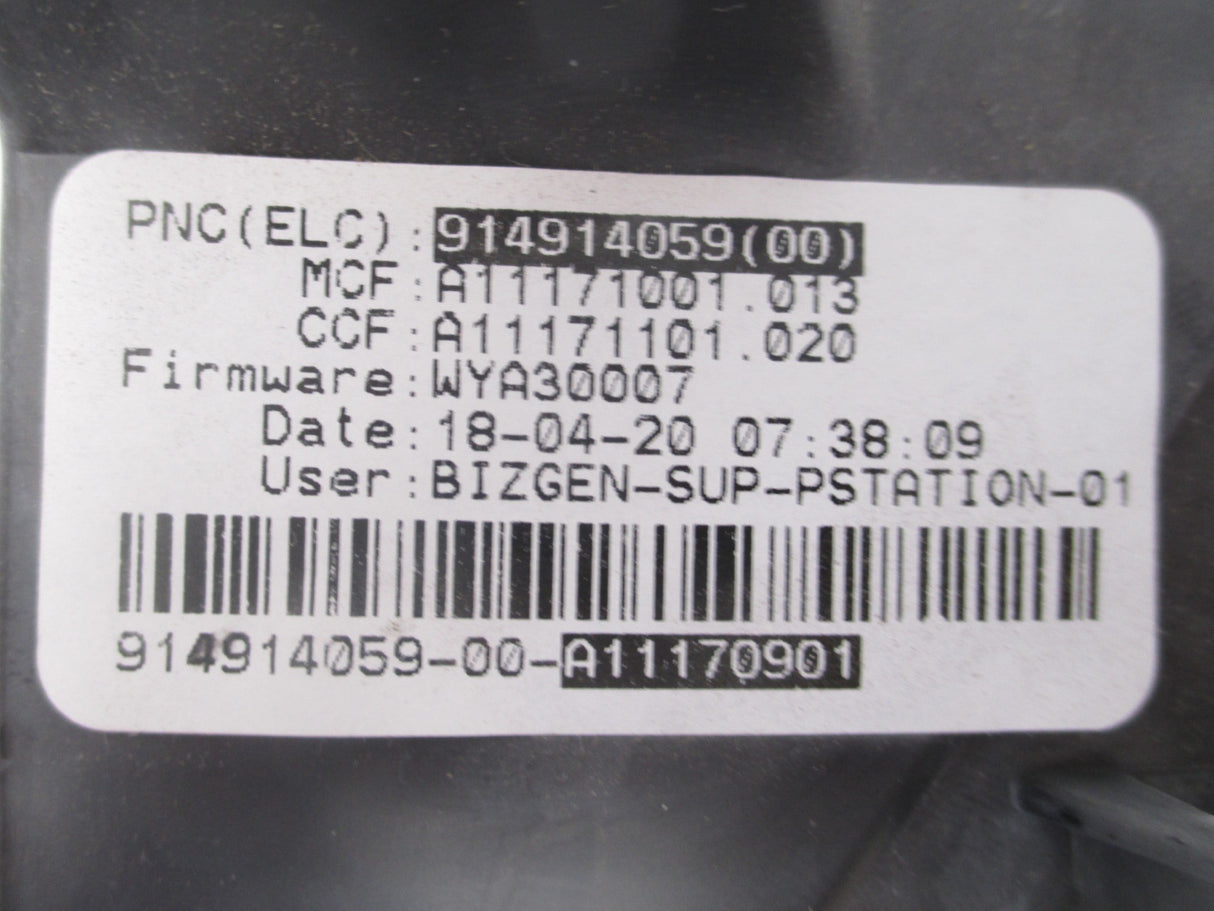 PNC(ELC):914914059(00)
MCF:A11171001.013
CCF:A11171101.020
Firmware:WYA30007
Date:18-04-20 07:38:09
User:BIZGEN-SUP-PSTATION-01
914914059-00-A11170901